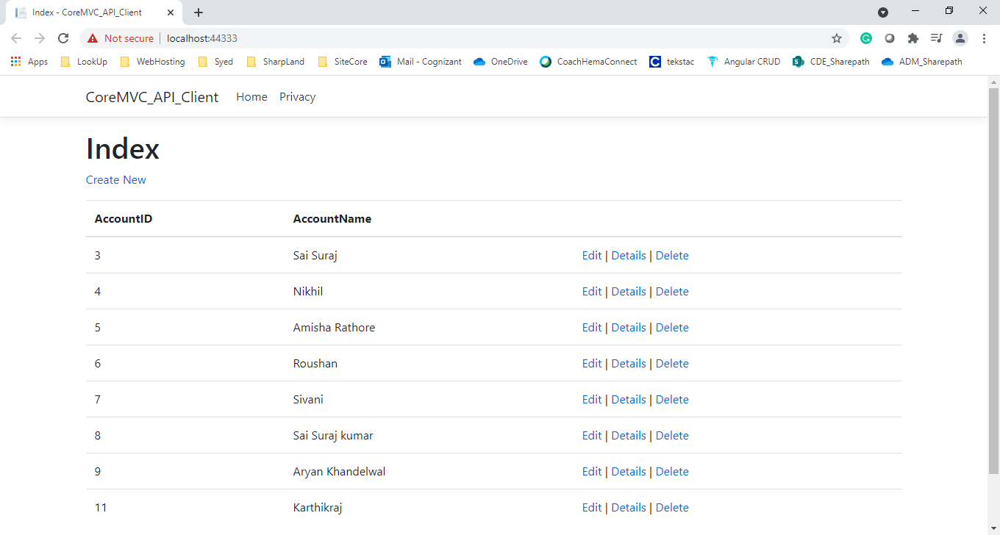 Index - CoreMVC_API_Client
Not secure | localhost:44333
Apps LookUp WebHosting Syed SharpLand SiteCore Mail - Cognizant OneDrive CoachHemaConnect tekstac Angular CRUD CDE_Sharepath ADM_Sharepath
CoreMVC_API_Client Home Privacy
Index
Create New
AccountID AccountName
3 Sai Suraj Edit | Details | Delete
4 Nikhil Edit | Details | Delete
5 Amisha Rathore Edit | Details | Delete
6 Roushan Edit | Details | Delete
7 Sivani Edit | Details | Delete
8 Sai Suraj kumar Edit | Details | Delete
9 Aryan Khandelwal Edit | Details | Delete
11 Karthikraj Edit | Details | Delete